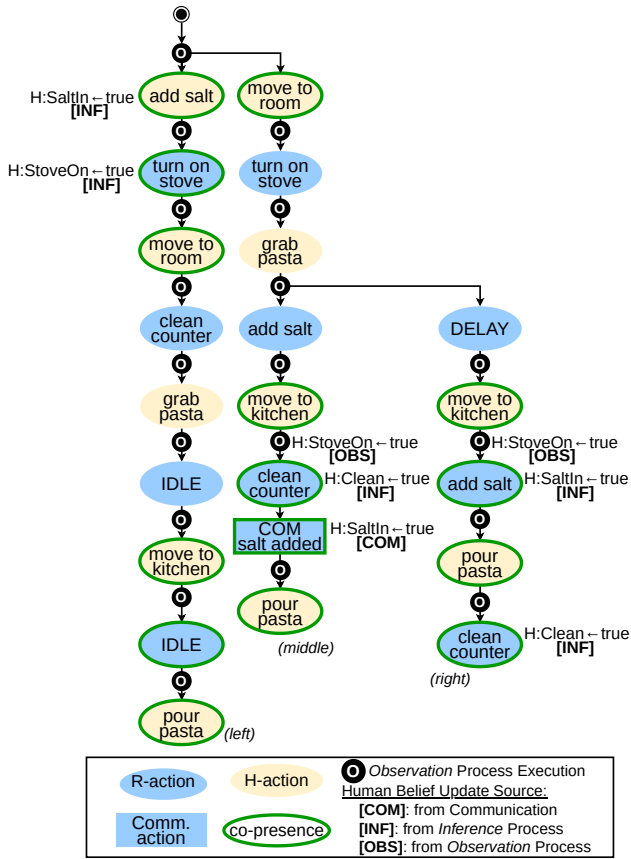 O
add salt
H:SaltIn←true
[INF]
O
turn on
stove
H:StoveOn←true
[INF]
O
move to
room
O
clean
counter
O
grab
pasta
O
IDLE
O
move to
kitchen
O
IDLE
O
pour
pasta
(left)
move to
room
O
turn on
stove
O
grab
pasta
O
add salt
O
move to
kitchen
O
H:StoveOn←true
[OBS]
clean
counter
H:Clean←true
[INF]
COM
salt added
H:SaltIn←true
[COM]
O
pour
pasta
(middle)
DELAY
O
move to
kitchen
O
H:StoveOn←true
[OBS]
add salt
H:SaltIn←true
[INF]
O
pour
pasta
O
clean
counter
H:Clean←true
[INF]
(right)
R-action
H-action
Comm.
action
co-presence
O Observation Process Execution
Human Belief Update Source:
[COM]: from Communication
[INF]: from Inference Process
[OBS]: from Observation Process